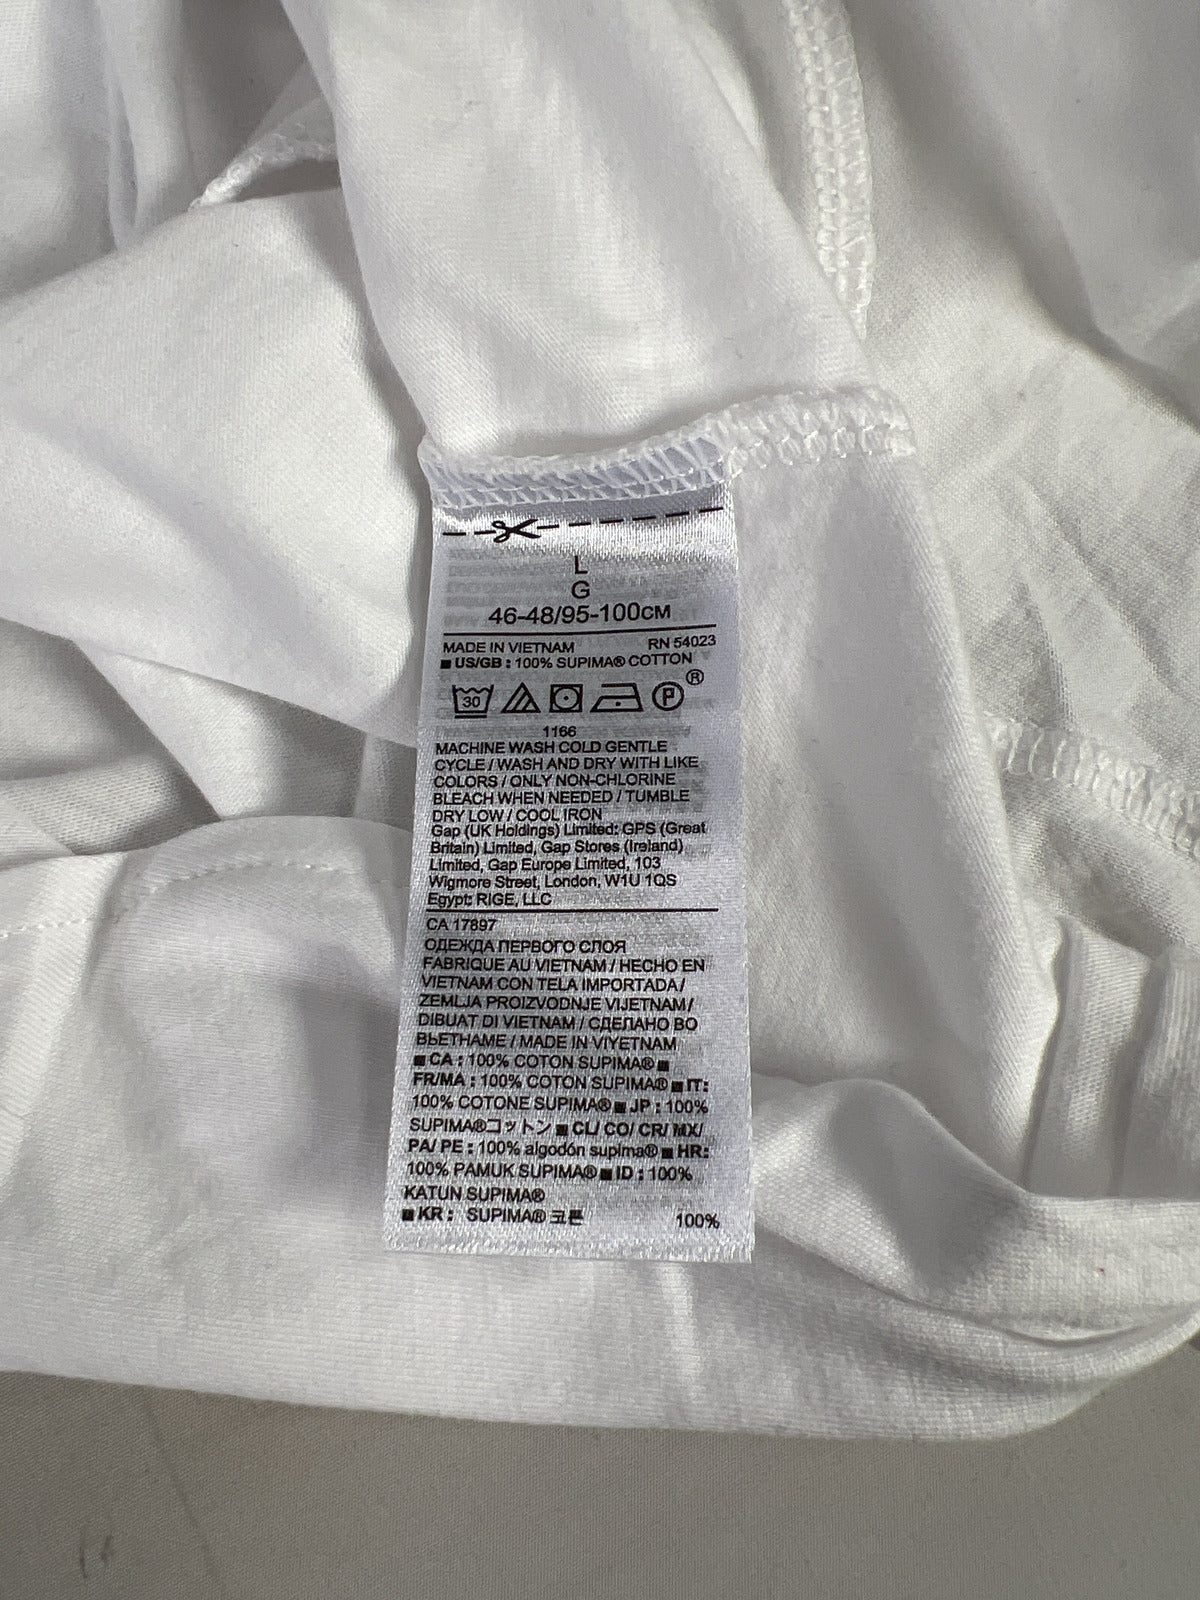 L
G
46-48/95-100CM
MADE IN VIETNAM RN 54023
■ US/GB : 100% SUPIMA® COTTON
30 P ®
1166
MACHINE WASH COLD GENTLE
CYCLE / WASH AND DRY WITH LIKE
COLORS / ONLY NON-CHLORINE
BLEACH WHEN NEEDED / TUMBLE
DRY LOW / COOL IRON
Gap (UK Holdings) Limited: GPS (Great
Britain) Limited, Gap Stores (Ireland)
Limited, Gap Europe Limited, 103
Wigmore Street, London, W1U 1QS
Egypt: RIGE, LLC
CA 17897
ОДЕЖДА ПЕРВОГО СЛОЯ
FABRIQUE AU VIETNAM / HECHO EN
VIETNAM CON TELA IMPORTADA /
ZEMLJA PROIZVODNJE VIJETNAM /
DIBUAT DI VIETNAM / СДЕЛАНО ВО
ВЬЕТНАМЕ / MADE IN VIYETNAM
■ CA : 100% COTON SUPIMA® ■
FR/MA : 100% COTON SUPIMA® ■ IT:
100% COTONE SUPIMA® ■ JP : 100%
SUPIMA®コットン ■ CL/ CO/ CR/ MX/
PA/ PE : 100% algodón supima® ■ HR:
100% PAMUK SUPIMA® ■ ID : 100%
KATUN SUPIMA®
■ KR : SUPIMA® 코튼 100%